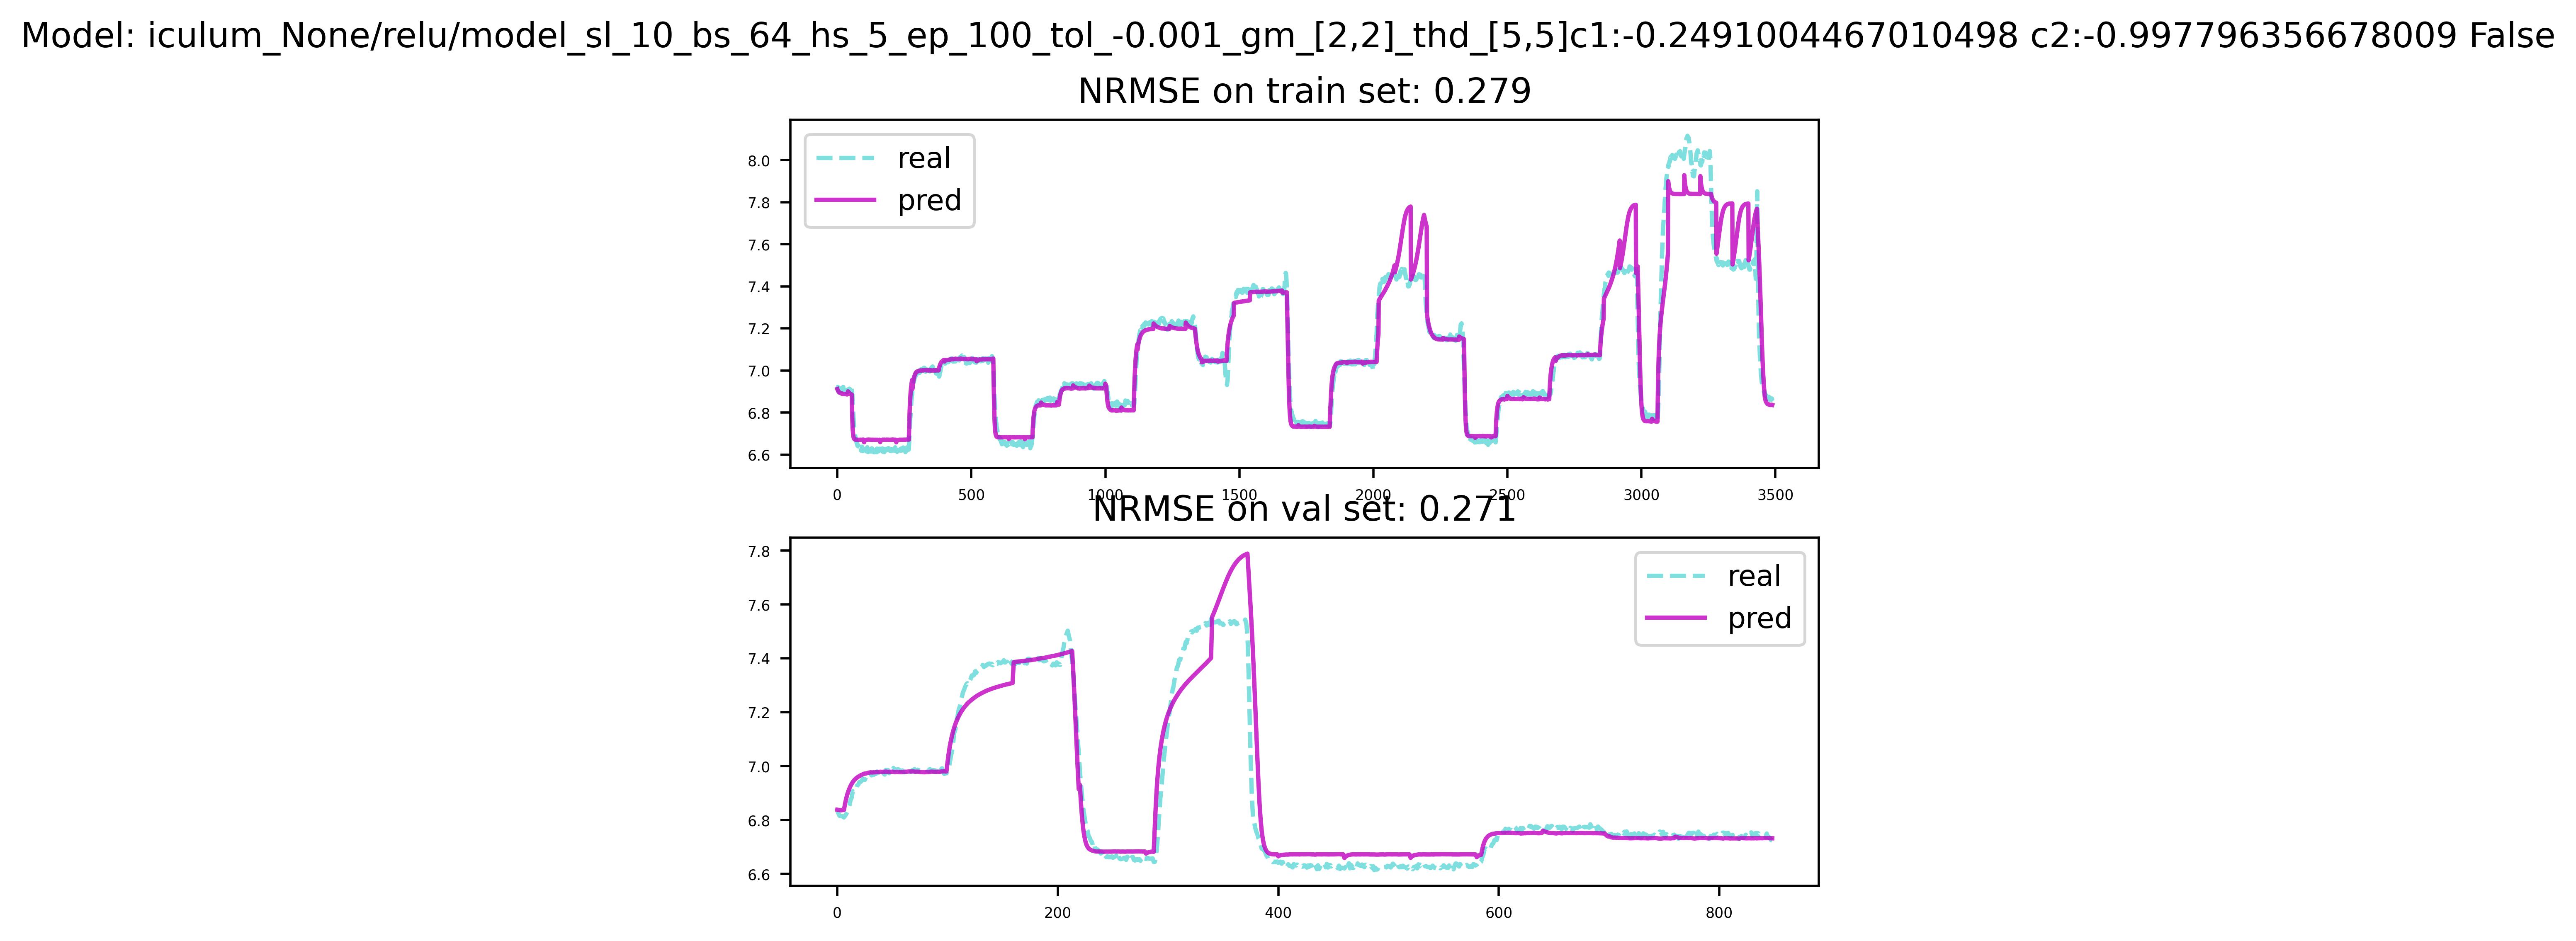 Model: iculum_None/relu/model_sl_10_bs_64_hs_5_ep_100_tol_-0.001_gm_[2,2]_thd_[5,5]c1:-0.2491004467010498 c2:-0.997796356678009 False
NRMSE on train set: 0.279
real
pred
8.0
7.8
7.6
7.4
7.2
7.0
6.8
6.6
0 500 1000 1500 2000 2500 3000 3500
NRMSE on val set: 0.271
real
pred
7.8
7.6
7.4
7.2
7.0
6.8
6.6
0 200 400 600 800